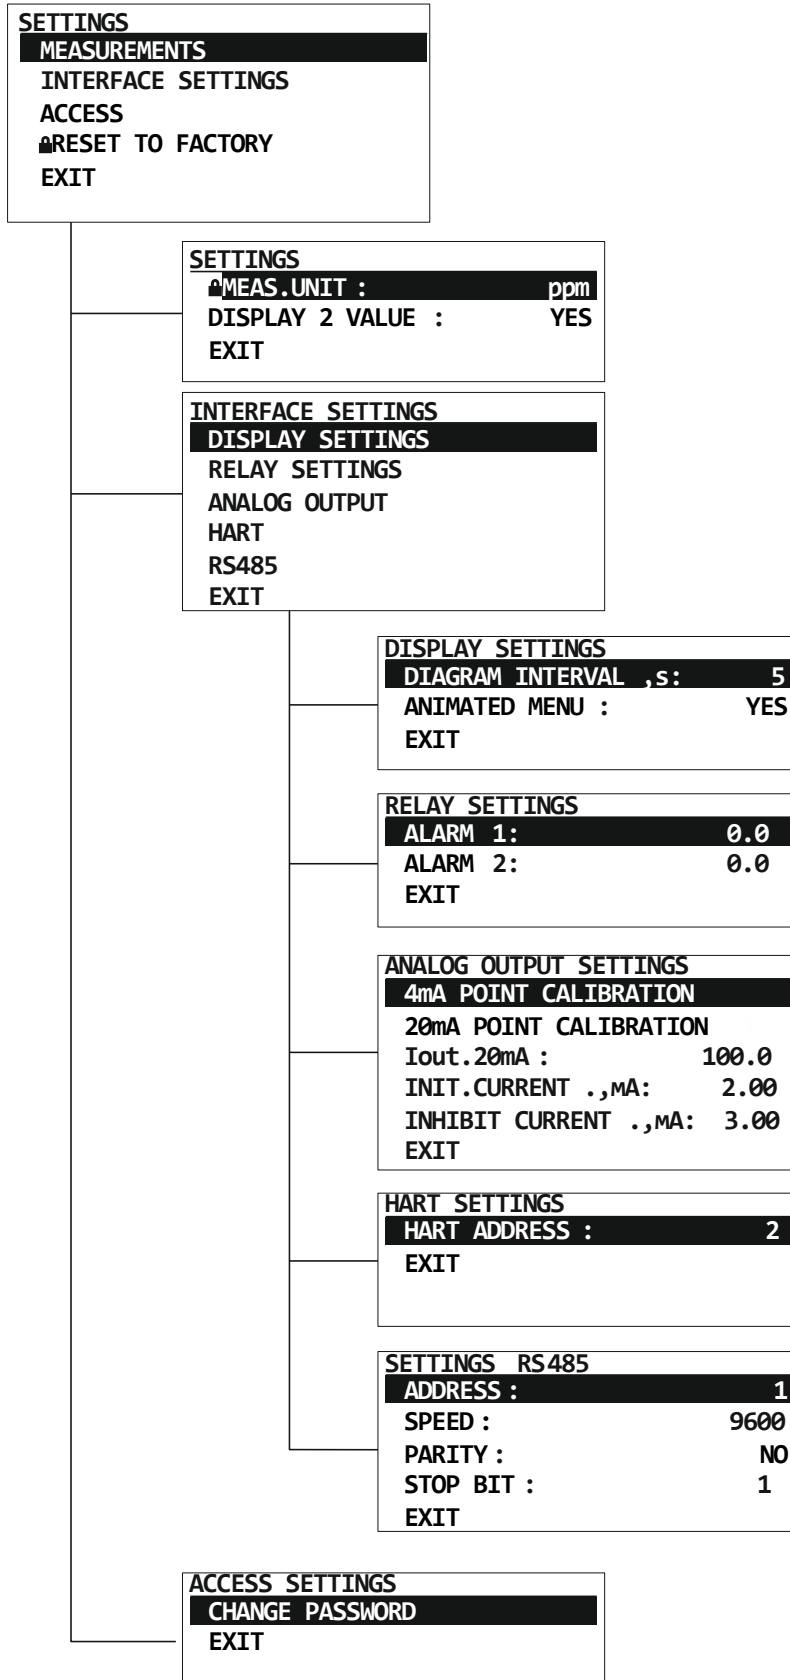 SETTINGS
MEASUREMENTS
INTERFACE SETTINGS
ACCESS
RESET TO FACTORY
EXIT
SETTINGS
MEAS.UNIT : ppm
DISPLAY 2 VALUE : YES
EXIT
INTERFACE SETTINGS
DISPLAY SETTINGS
RELAY SETTINGS
ANALOG OUTPUT
HART
RS485
EXIT
DISPLAY SETTINGS
DIAGRAM INTERVAL ,s: 5
ANIMATED MENU : YES
EXIT
RELAY SETTINGS
ALARM 1: 0.0
ALARM 2: 0.0
EXIT
ANALOG OUTPUT SETTINGS
4mA POINT CALIBRATION
20mA POINT CALIBRATION
Iout.20mA : 100.0
INIT.CURRENT .,мA: 2.00
INHIBIT CURRENT .,мA: 3.00
EXIT
HART SETTINGS
HART ADDRESS : 2
EXIT
SETTINGS RS485
ADDRESS : 1
SPEED : 9600
PARITY : NO
STOP BIT : 1
EXIT
ACCESS SETTINGS
CHANGE PASSWORD
EXIT